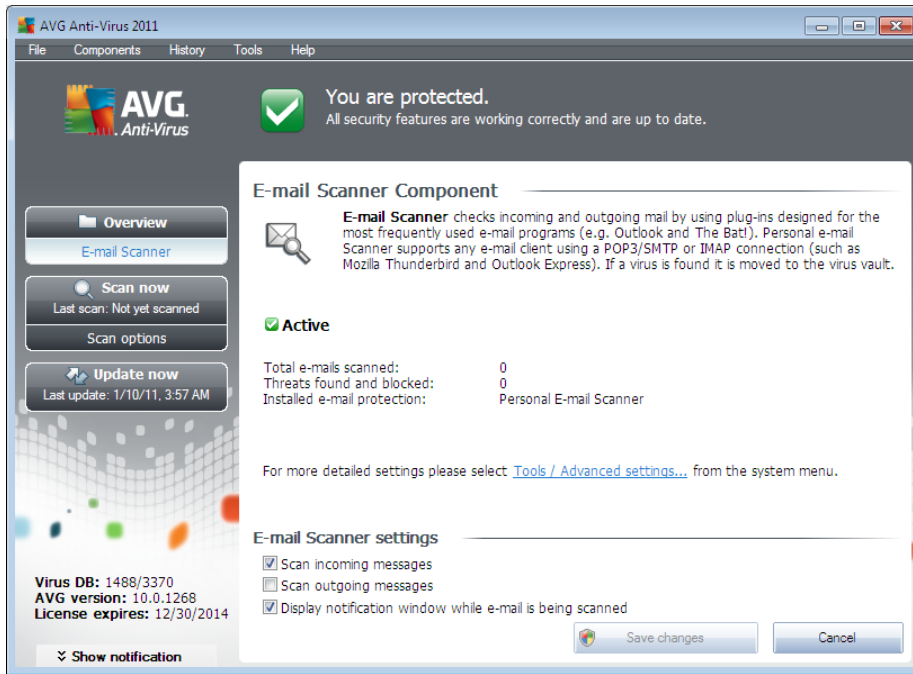 AVG Anti-Virus 2011
File Components History Tools Help
AVG.
Anti-Virus
You are protected.
All security features are working correctly and are up to date.
Overview
E-mail Scanner
Scan now
Last scan: Not yet scanned
Scan options
Update now
Last update: 1/10/11, 3:57 AM
Virus DB: 1488/3370
AVG version: 10.0.1268
License expires: 12/30/2014
Show notification
E-mail Scanner Component
E-mail Scanner checks incoming and outgoing mail by using plug-ins designed for the
most frequently used e-mail programs (e.g. Outlook and The Bat!). Personal e-mail
Scanner supports any e-mail client using a POP3/SMTP or IMAP connection (such as
Mozilla Thunderbird and Outlook Express). If a virus is found it is moved to the virus vault.
Active
Total e-mails scanned: 0
Threats found and blocked: 0
Installed e-mail protection: Personal E-mail Scanner
For more detailed settings please select Tools / Advanced settings... from the system menu.
E-mail Scanner settings
Scan incoming messages
Scan outgoing messages
Display notification window while e-mail is being scanned
Save changes Cancel